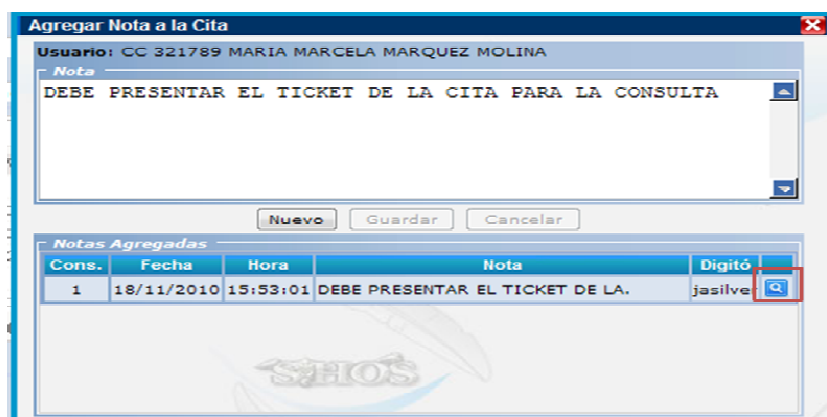 Agregar Nota a la Cita
Usuario: CC 321789 MARIA MARCELA MARQUEZ MOLINA
Nota
DEBE PRESENTAR EL TICKET DE LA CITA PARA LA CONSULTA
Nuevo Guardar Cancelar
Notas Agregadas
Cons. Fecha Hora Nota Digitó
1 18/11/2010 15:53:01 DEBE PRESENTAR EL TICKET DE LA. jasilver